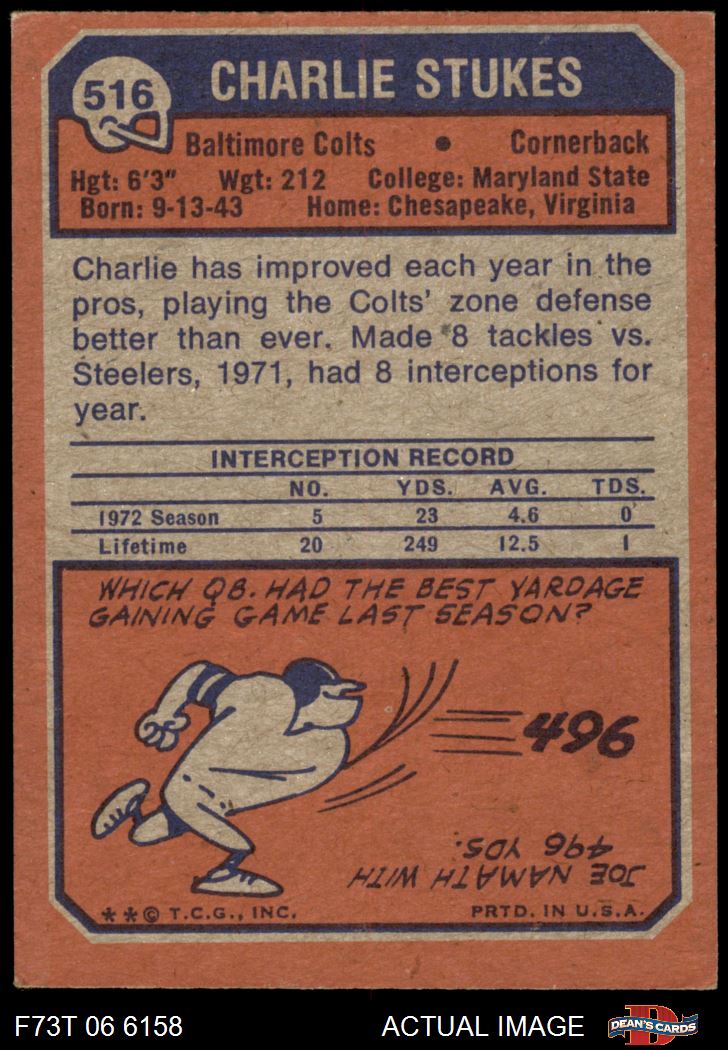 516
CHARLIE STUKES
Baltimore Colts • Cornerback
Hgt: 6'3" Wgt: 212 College: Maryland State
Born: 9-13-43 Home: Chesapeake, Virginia
Charlie has improved each year in the
pros, playing the Colts' zone defense
better than ever. Made 8 tackles vs.
Steelers, 1971, had 8 interceptions for
year.
INTERCEPTION RECORD
NO. YDS. AVG. TDS.
1972 Season 5 23 4.6 0
Lifetime 20 249 12.5 1
WHICH QB. HAD THE BEST YARDAGE
GAINING GAME LAST SEASON?
496
JOE NAMATH WITH
496 YDS.
**© T.C.G., INC. PRTD. IN U.S.A.
F73T 06 6158 ACTUAL IMAGE
D
DEAN'S CARDS